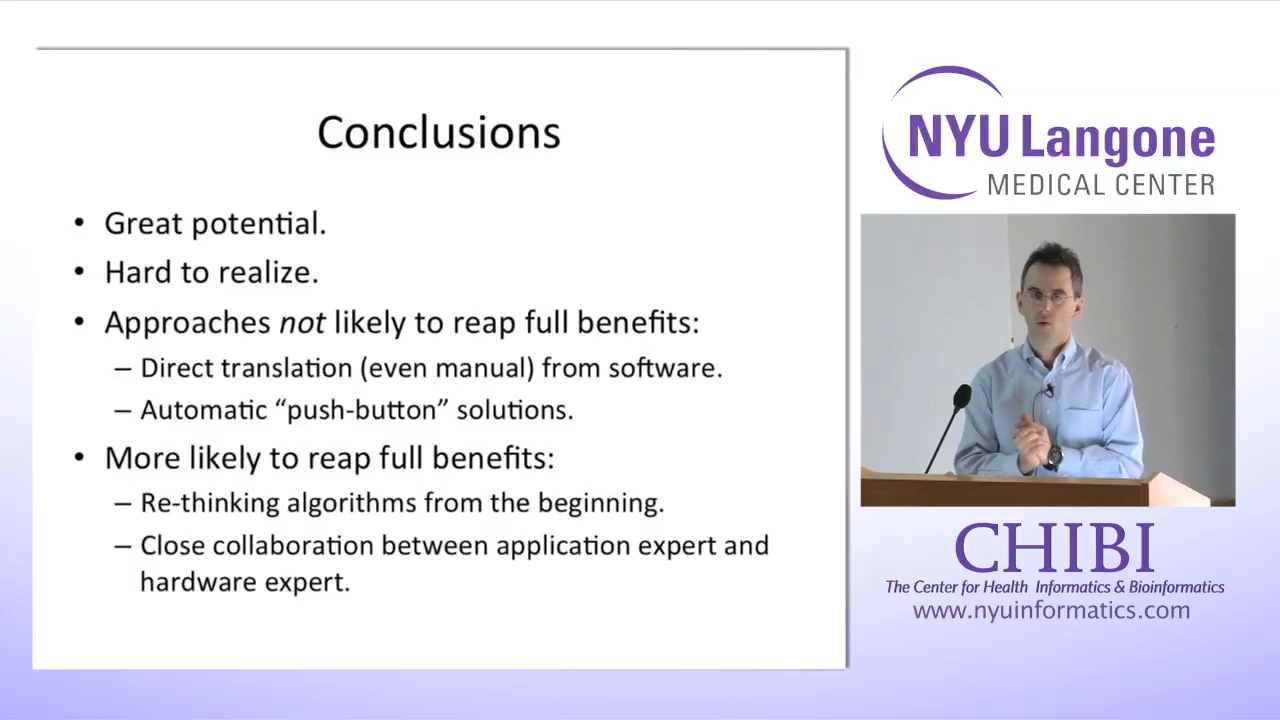 Conclusions
• Great potential.
• Hard to realize.
• Approaches not likely to reap full benefits:
– Direct translation (even manual) from software.
– Automatic “push-button” solutions.
• More likely to reap full benefits:
– Re-thinking algorithms from the beginning.
– Close collaboration between application expert and
hardware expert.
NYU Langone
MEDICAL CENTER
CHIBI
The Center for Health Informatics & Bioinformatics
www.nyuinformatics.com